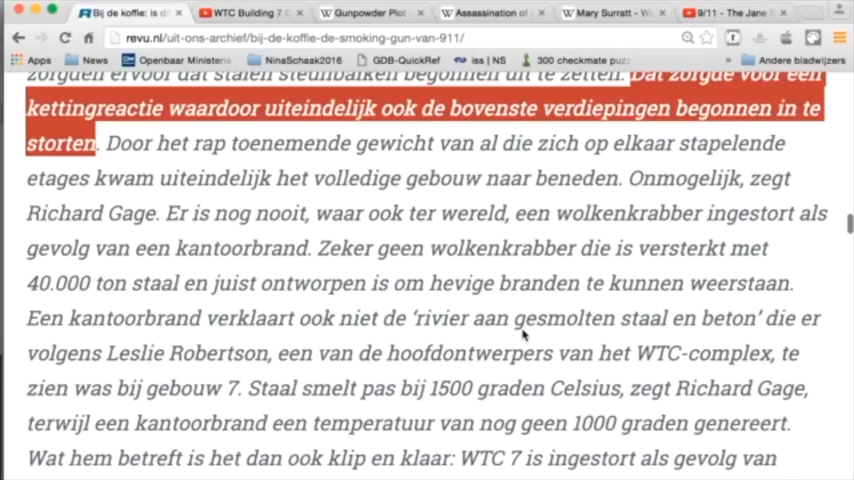 Bij de koffie: is di
WTC Building 7 C
Gunpowder Plot
Assassination o
Mary Surratt - W
9/11 - The Jane S
revu.nl/uit-ons-archief/bij-de-koffie-de-smoking-gun-van-911/
Apps News Openbaar Ministerie NinaSchaak2016 GDB-QuickRef iss | NS 300 checkmate puz Andere bladwijzers
zorgden ervoor dat stalen steunbalken begonnen uit te zetten. Dat zorgde voor een
kettingreactie waardoor uiteindelijk ook de bovenste verdiepingen begonnen in te
storten. Door het rap toenemende gewicht van al die zich op elkaar stapelende
etages kwam uiteindelijk het volledige gebouw naar beneden. Onmogelijk, zegt
Richard Gage. Er is nog nooit, waar ook ter wereld, een wolkenkrabber ingestort als
gevolg van een kantoorbrand. Zeker geen wolkenkrabber die is versterkt met
40.000 ton staal en juist ontworpen is om hevige branden te kunnen weerstaan.
Een kantoorbrand verklaart ook niet de ‘rivier aan gesmolten staal en beton’ die er
volgens Leslie Robertson, een van de hoofdontwerpers van het WTC-complex, te
zien was bij gebouw 7. Staal smelt pas bij 1500 graden Celsius, zegt Richard Gage,
terwijl een kantoorbrand een temperatuur van nog geen 1000 graden genereert.
Wat hem betreft is het dan ook klip en klaar: WTC 7 is ingestort als gevolg van